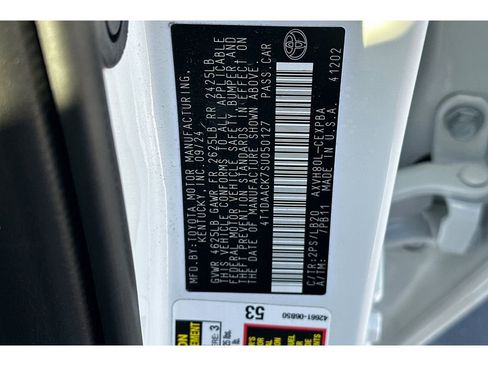 MFD.BY:TOYOTA MOTOR MANUFACTURING,
KENTUCKY, INC. 09/24
GVWR 4625LB GAWR FR 2625LB RR 2425LB
THIS VEHICLE CONFORMS TO ALL APPLICABLE
FEDERAL MOTOR VEHICLE SAFETY, BUMPER, AND
THEFT PREVENTION STANDARDS IN EFFECT ON
THE DATE OF MANUFACTURE SHOWN ABOVE.
4T1DAACK7SU050127 PASS.CAR
C/TR:2PS/LB20 AXVH80L-CEXPBA
A/TM: /PB11 MADE IN U.S.A. 41202
53
42661-06B50